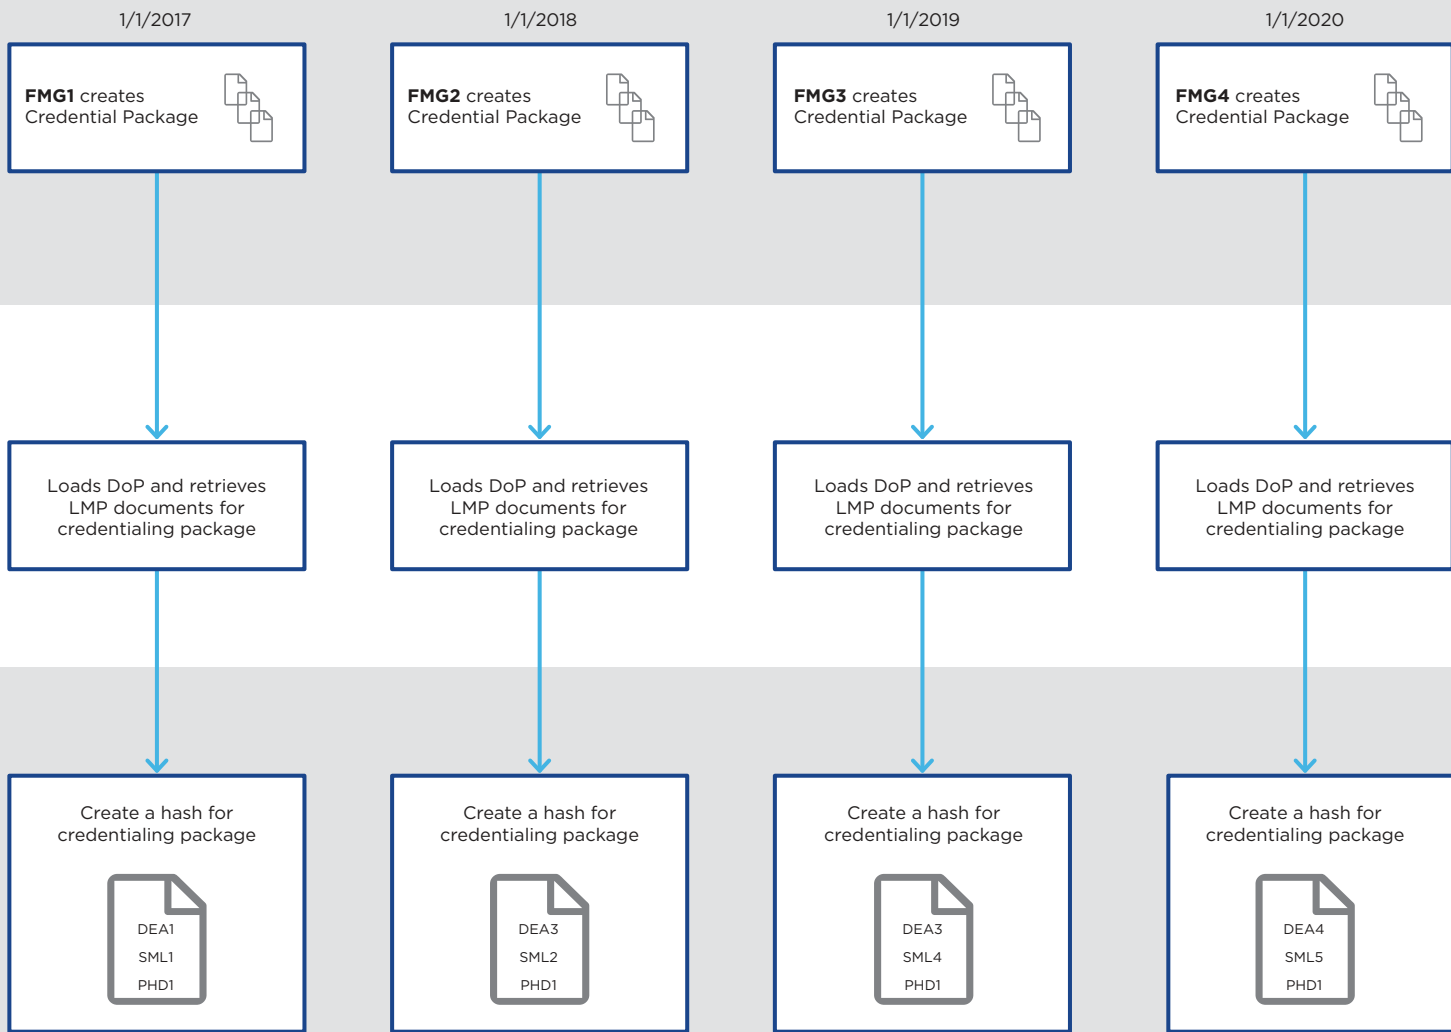 1/1/2017
1/1/2018
1/1/2019
1/1/2020
FMG1 creates
Credential Package
FMG2 creates
Credential Package
FMG3 creates
Credential Package
FMG4 creates
Credential Package
Loads DoP and retrieves
LMP documents for
credentialing package
Loads DoP and retrieves
LMP documents for
credentialing package
Loads DoP and retrieves
LMP documents for
credentialing package
Loads DoP and retrieves
LMP documents for
credentialing package
Create a hash for
credentialing package
DEA1
SML1
PHD1
Create a hash for
credentialing package
DEA3
SML2
PHD1
Create a hash for
credentialing package
DEA3
SML4
PHD1
Create a hash for
credentialing package
DEA4
SML5
PHD1